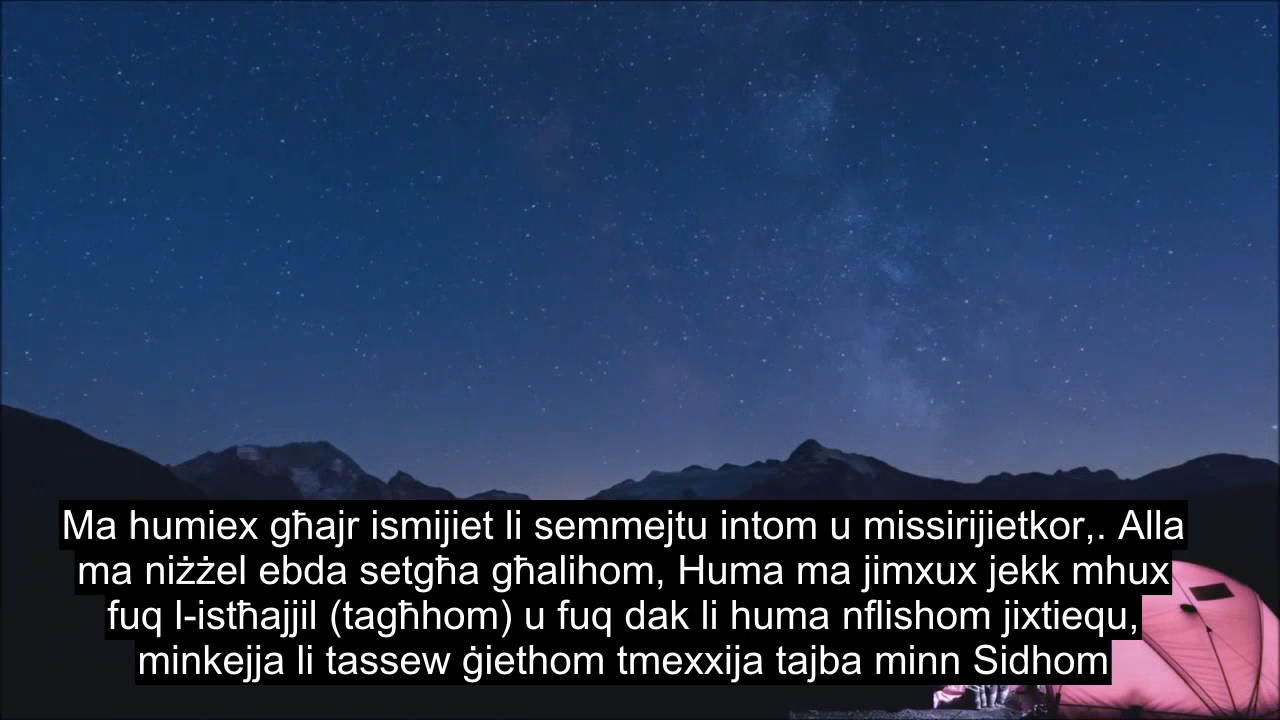 Ma humiex għajr ismijiet li semmejtu intom u missirijietkor,. Alla
ma niżżel ebda setgħa għalihom, Huma ma jimxux jekk mhux
fuq l-istħajjil (tagħhom) u fuq dak li huma nflishom jixtiequ,
minkejja li tassew ġiethom tmexxija tajba minn Sidhom